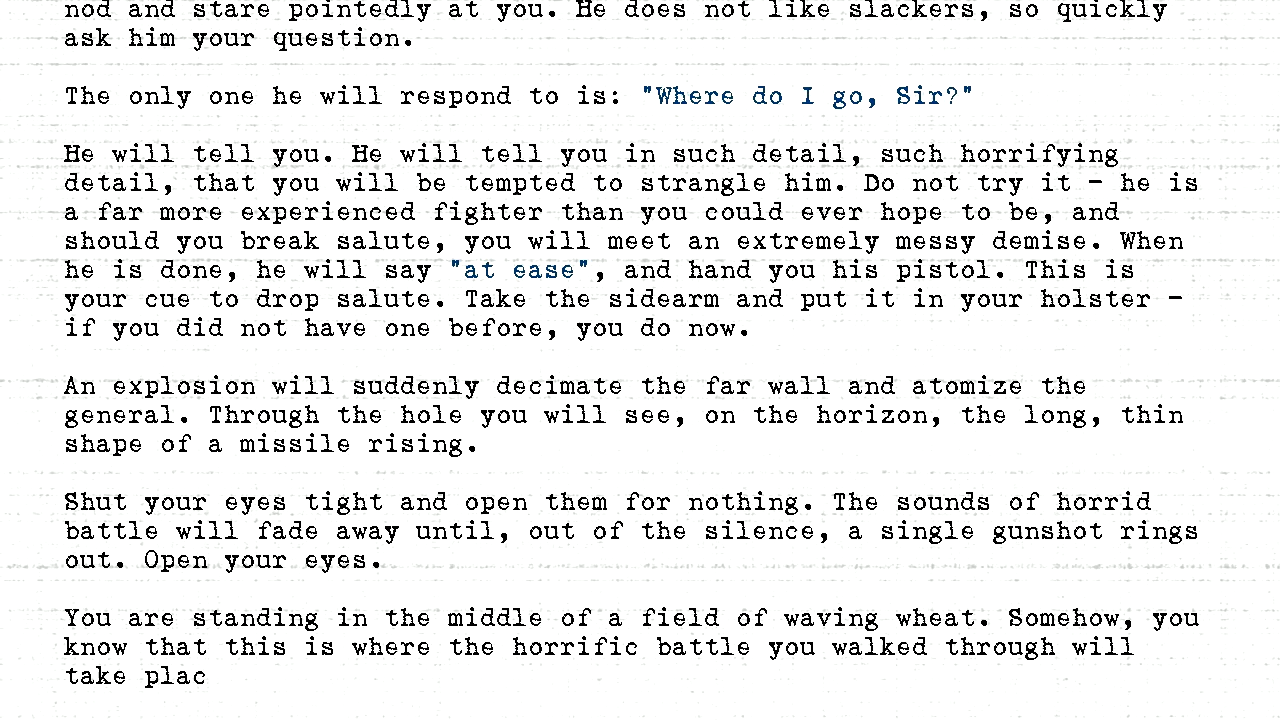 nod and stare pointedly at you. He does not like slackers, so quickly
ask him your question.
The only one he will respond to is: "Where do I go, Sir?"
He will tell you. He will tell you in such detail, such horrifying
detail, that you will be tempted to strangle him. Do not try it - he is
a far more experienced fighter than you could ever hope to be, and
should you break salute, you will meet an extremely messy demise. When
he is done, he will say "at ease", and hand you his pistol. This is
your cue to drop salute. Take the sidearm and put it in your holster -
if you did not have one before, you do now.
An explosion will suddenly decimate the far wall and atomize the
general. Through the hole you will see, on the horizon, the long, thin
shape of a missile rising.
Shut your eyes tight and open them for nothing. The sounds of horrid
battle will fade away until, out of the silence, a single gunshot rings
out. Open your eyes.
You are standing in the middle of a field of waving wheat. Somehow, you
know that this is where the horrific battle you walked through will
take plac